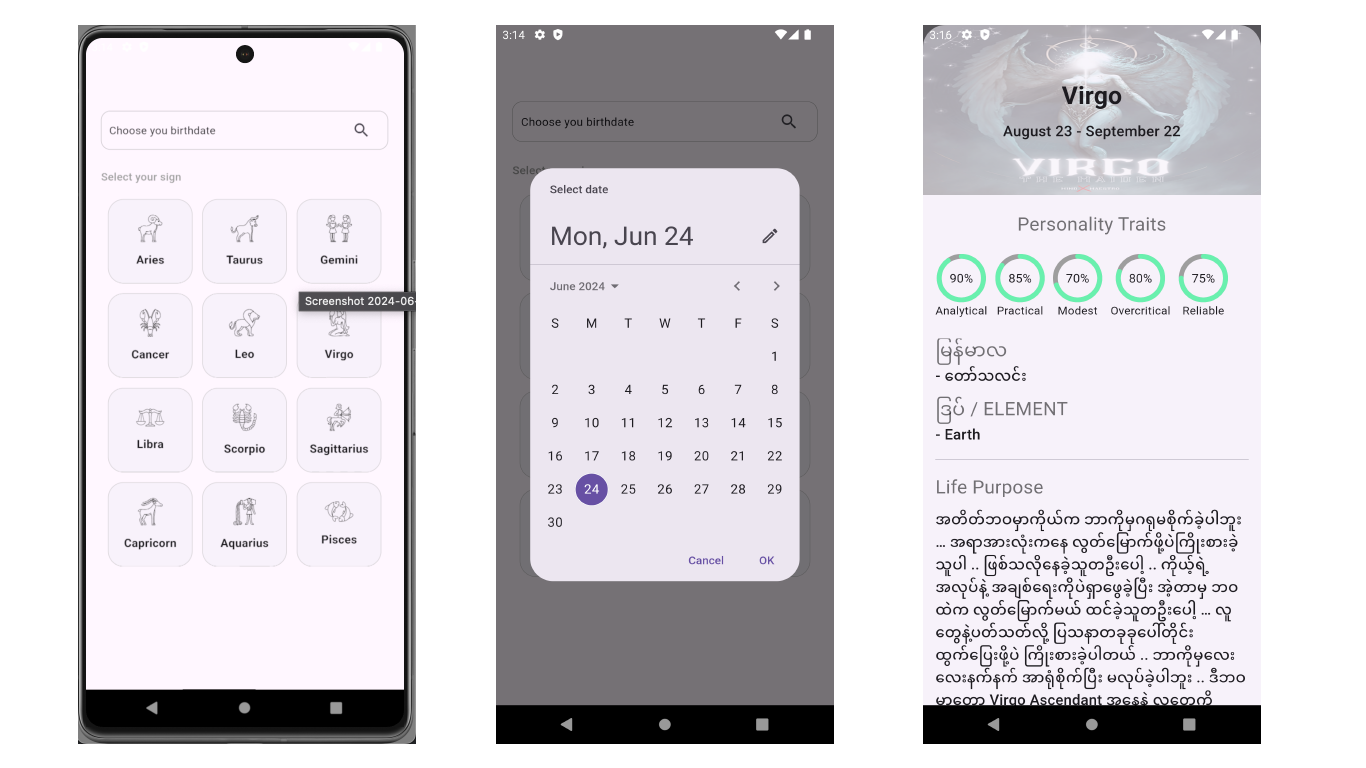 Choose you birthdate
Select your sign
Aries Taurus Gemini
Screenshot 2024-06-
Cancer Leo Virgo
Libra Scorpio Sagittarius
Capricorn Aquarius Pisces
3:14
Choose you birthdate
Select date
Mon, Jun 24
June 2024
S M T W T F S
1
2 3 4 5 6 7 8
9 10 11 12 13 14 15
16 17 18 19 20 21 22
23 24 25 26 27 28 29
30
Cancel OK
3:16
Virgo
August 23 - September 22
VIRGO
THE MAIDEN
Personality Traits
90% 85% 70% 80% 75%
Analytical Practical Modest Overcritical Reliable
မြန်မာလ
- တော်သလင်း
ဒြပ် / ELEMENT
- Earth
Life Purpose
အတိတ်ဘဝမှာကိုယ်က ဘာကိုမှဂရုမစိုက်ခဲ့ပါဘူး
... အရာအားလုံးကနေ လွတ်မြောက်ဖို့ပဲကြိုးစားခဲ့
သူပါ .. ဖြစ်သလိုနေခဲ့သူတဦးပေါ့ .. ကိုယ့်ရဲ့
အလုပ်နဲ့ အချစ်ရေးကိုပဲရှာဖွေခဲ့ပြီး အဲ့တာမှ ဘဝ
ထဲက လွတ်မြောက်မယ် ထင်ခဲ့သူတဦးပေါ့ ... လူ
တွေနဲ့ပတ်သတ်လို့ ပြသနာတခုခုပေါ်တိုင်း
ထွက်ပြေးဖို့ပဲ ကြိုးစားခဲ့ပါတယ် .. ဘာကိုမှလေး
လေးနက်နက် အာရုံစိုက်ပြီး မလုပ်ခဲ့ပါဘူး .. ဒီဘဝ
မှာတော့ Virgo Ascendant အနေနဲ့ လူတွေကို